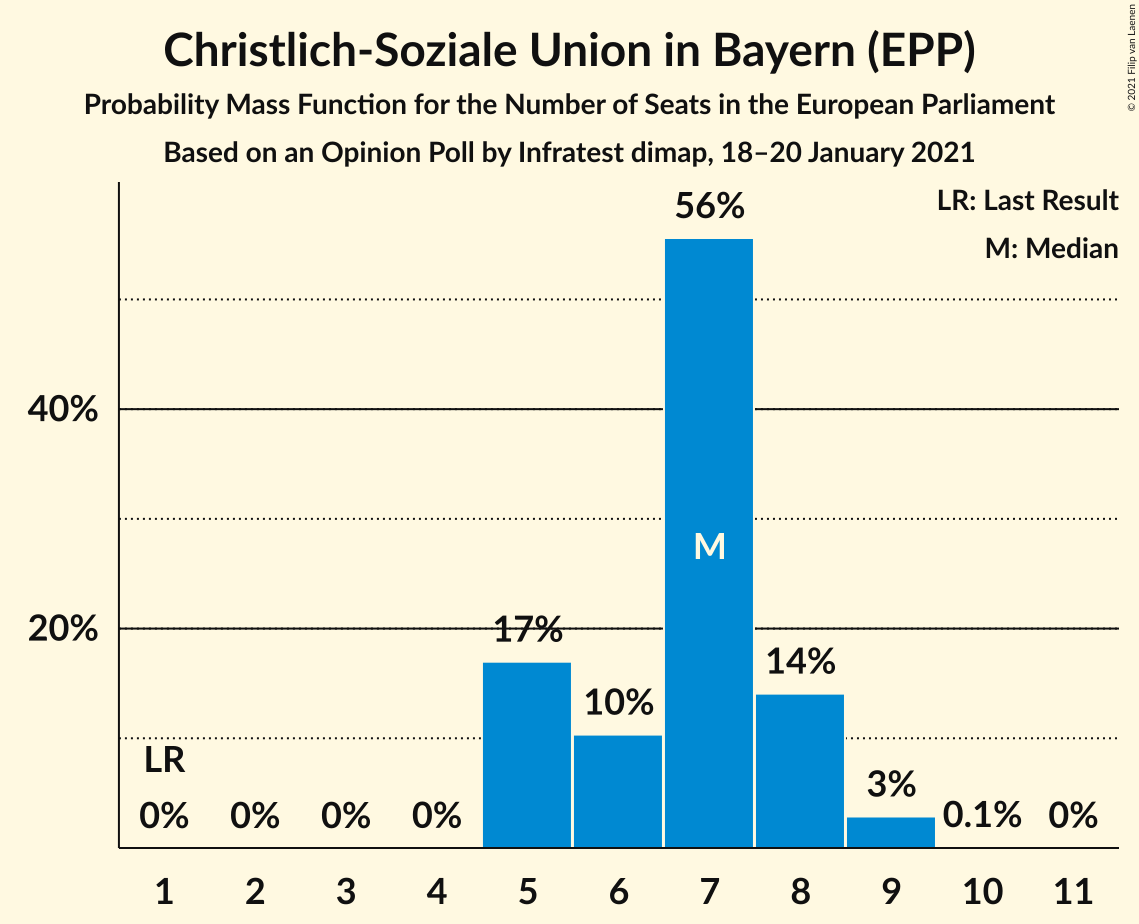 Christlich-Soziale Union in Bayern (EPP)
Probability Mass Function for the Number of Seats in the European Parliament
Based on an Opinion Poll by Infratest dimap, 18–20 January 2021
© 2021 Filip van Laenen
LR: Last Result
M: Median
56%
40%
M
20%
17%
14%
10%
LR
3%
0% 0% 0% 0% 0.1% 0%
1 2 3 4 5 6 7 8 9 10 11